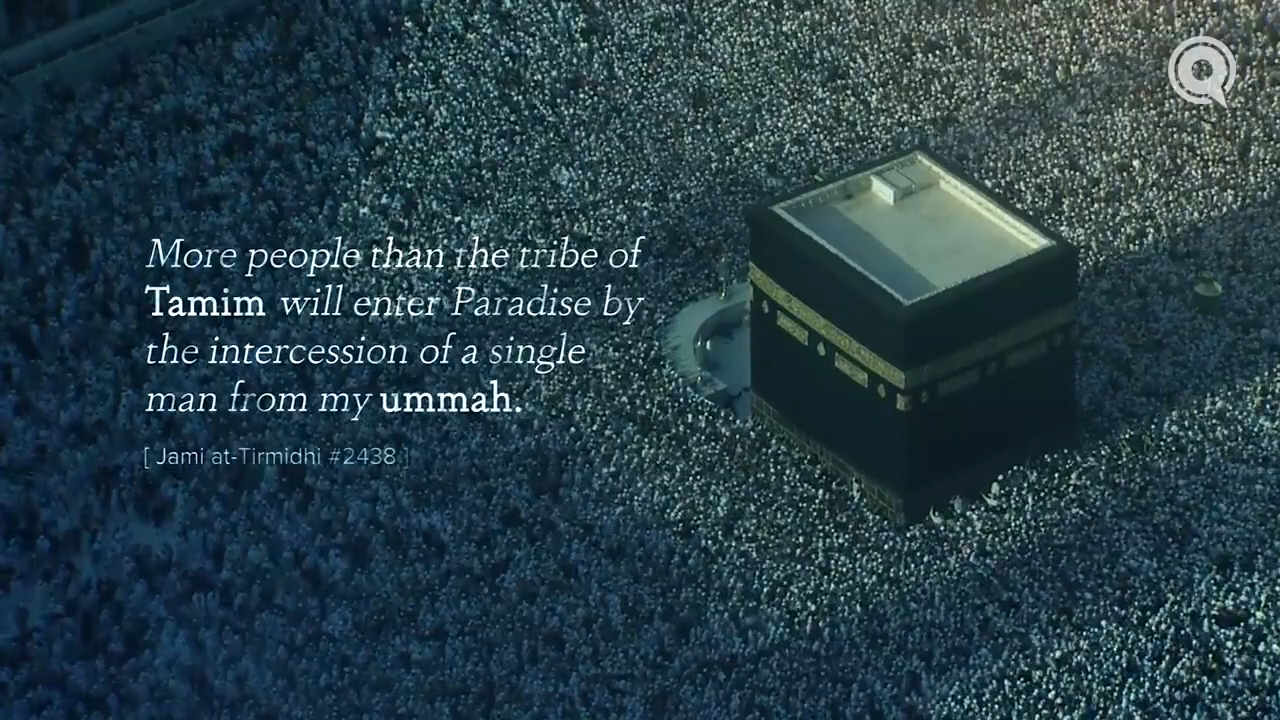 More people than the tribe of
Tamim will enter Paradise by
the intercession of a single
man from my ummah.
[ Jami at-Tirmidhi #2438 ]